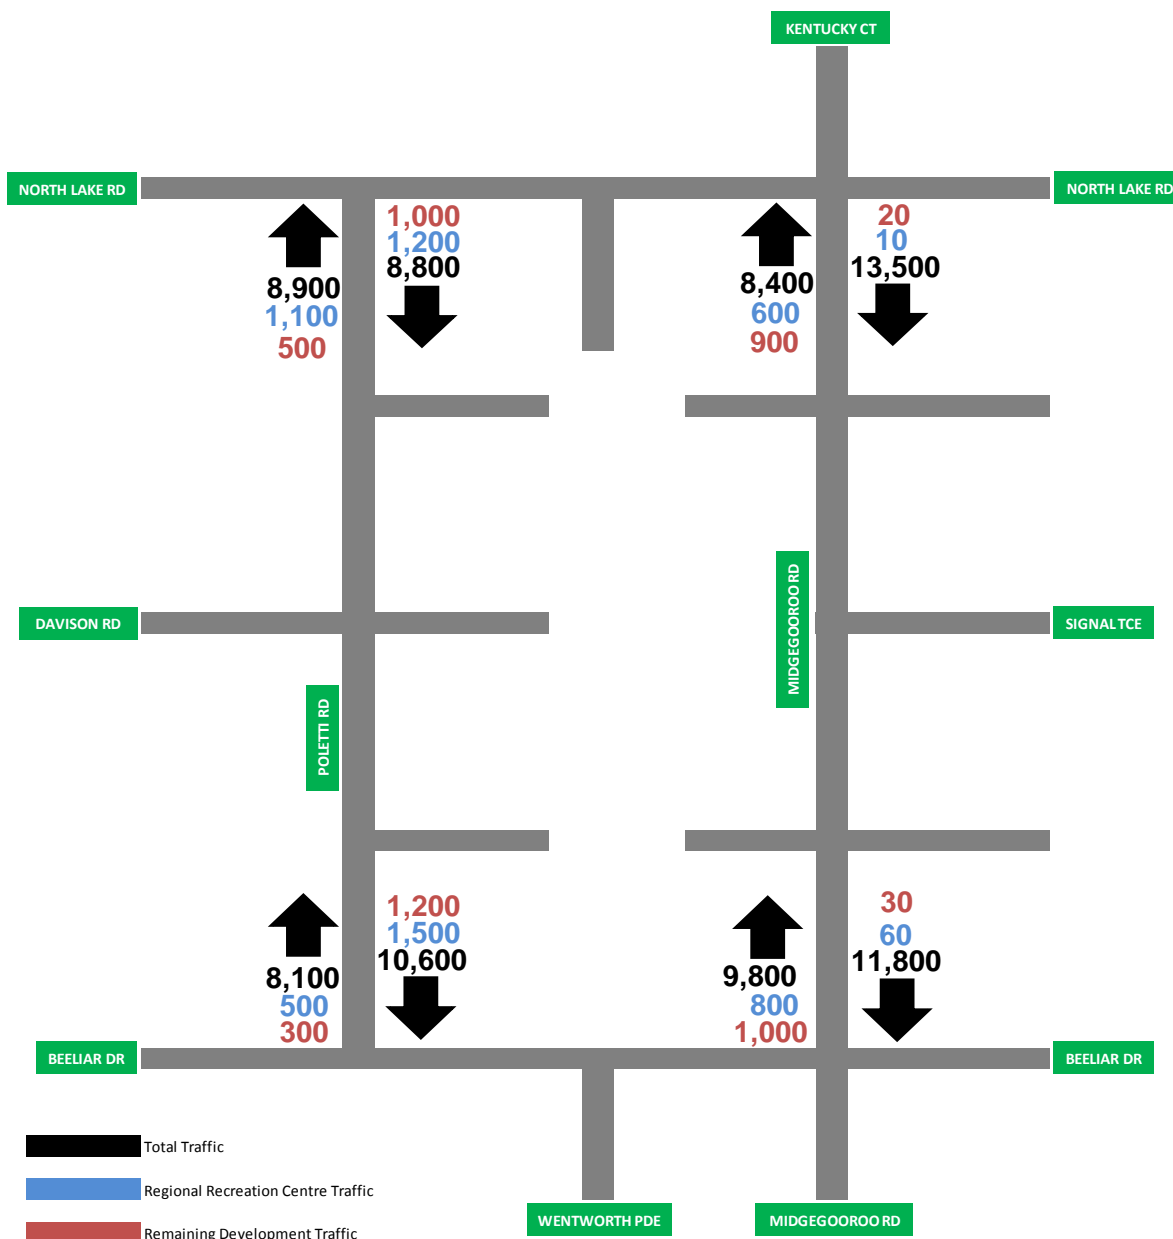 KENTUCKY CT
NORTH LAKE RD
NORTH LAKE RD
1,000
1,200
8,800
8,900
1,100
500
20
10
13,500
8,400
600
900
MIDGEGOOROO RD
DAVISON RD
SIGNAL TCE
POLETTI RD
1,200
1,500
10,600
8,100
500
300
30
60
11,800
9,800
800
1,000
BEELIAR DR
BEELIAR DR
Total Traffic
Regional Recreation Centre Traffic
Remaining Development Traffic
WENTWORTH PDE
MIDGEGOOROO RD